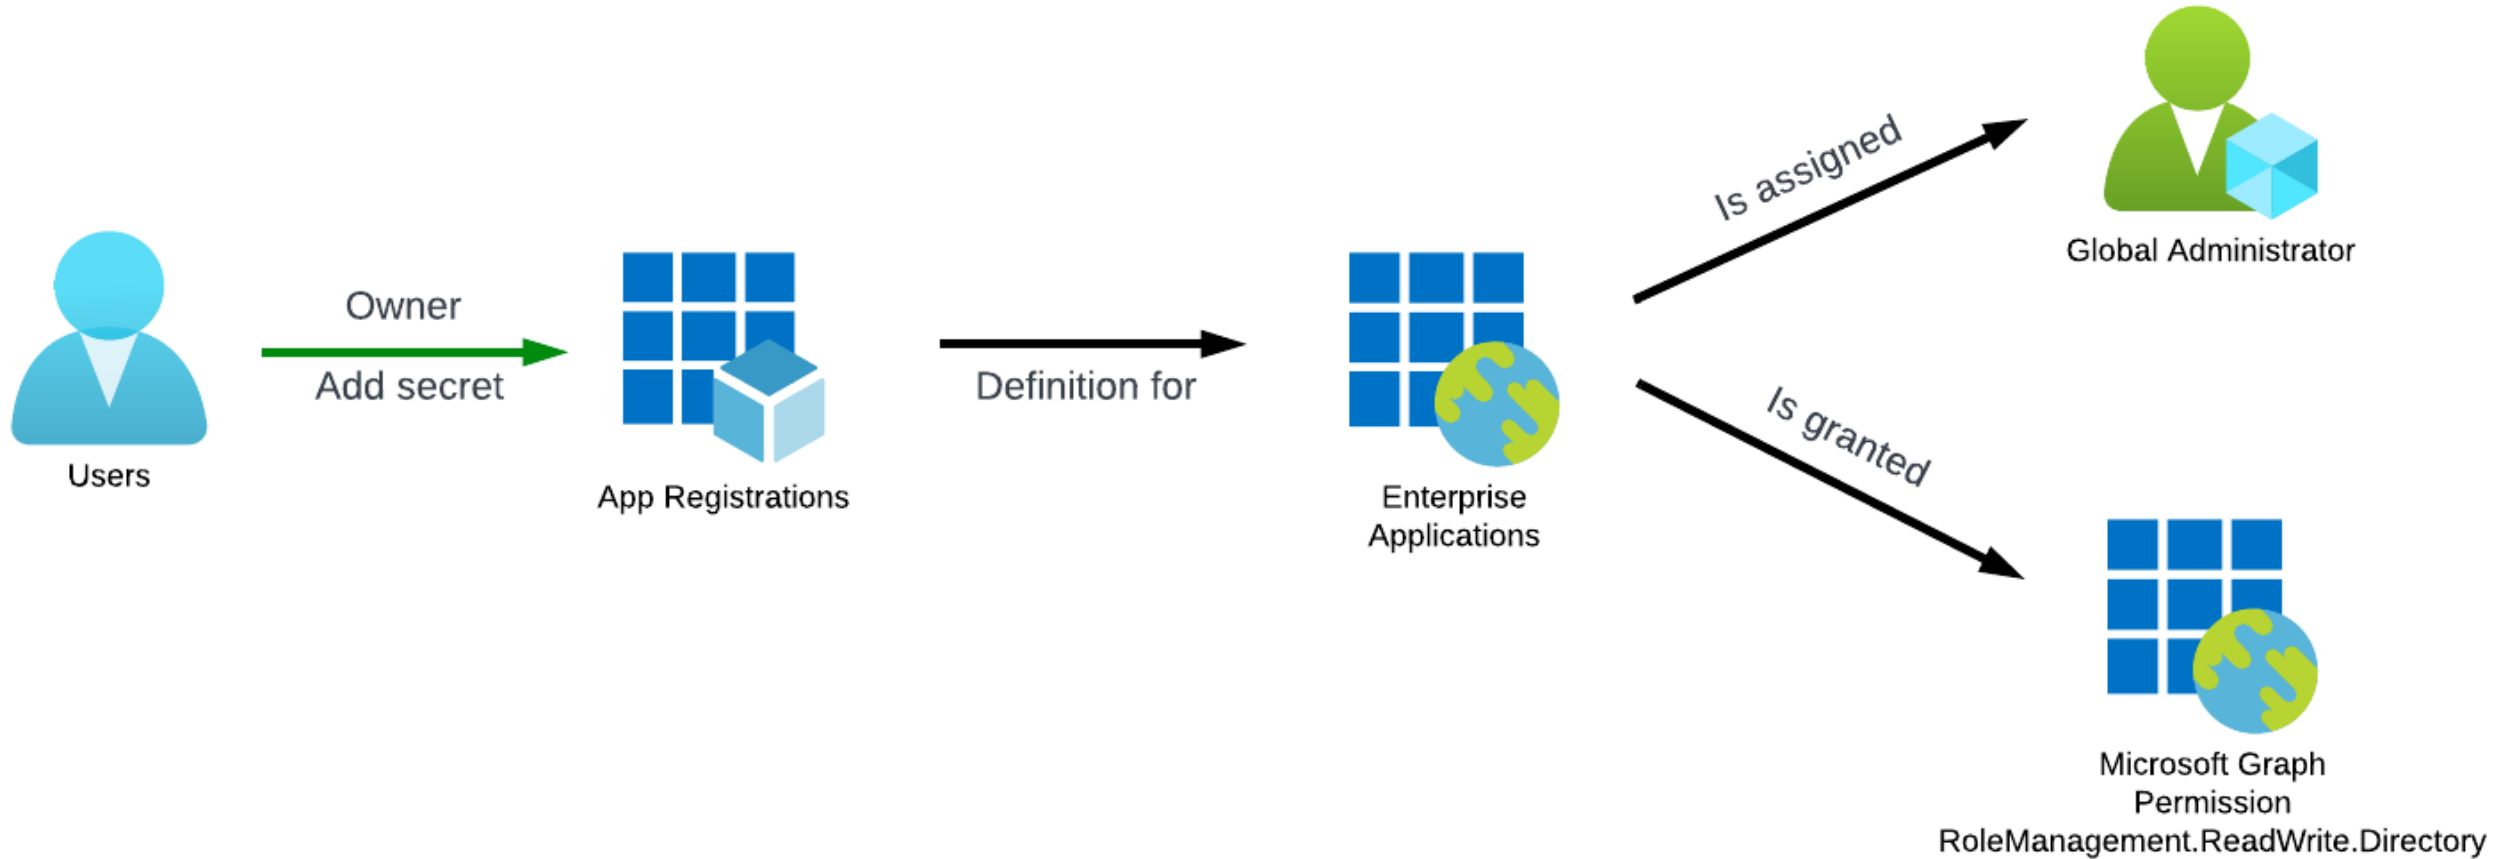 Users
Owner
Add secret
App Registrations
Definition for
Enterprise
Applications
Is assigned
Global Administrator
Is granted
Microsoft Graph
Permission
RoleManagement.ReadWrite.Directory